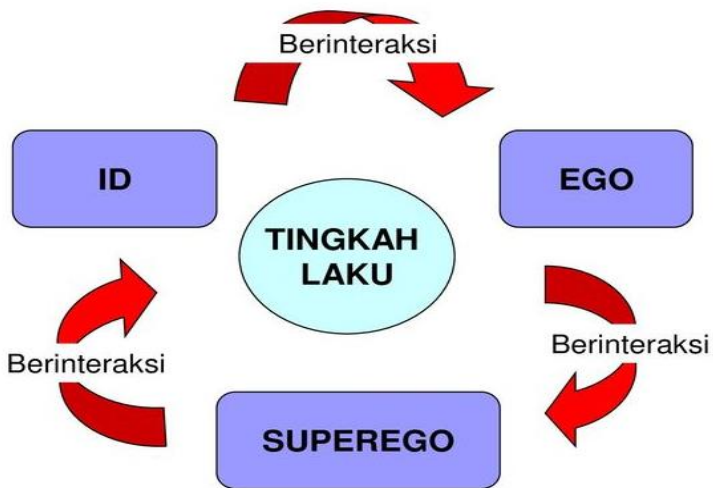 Berinteraksi
ID
EGO
TINGKAH
LAKU
Berinteraksi
Berinteraksi
SUPEREGO